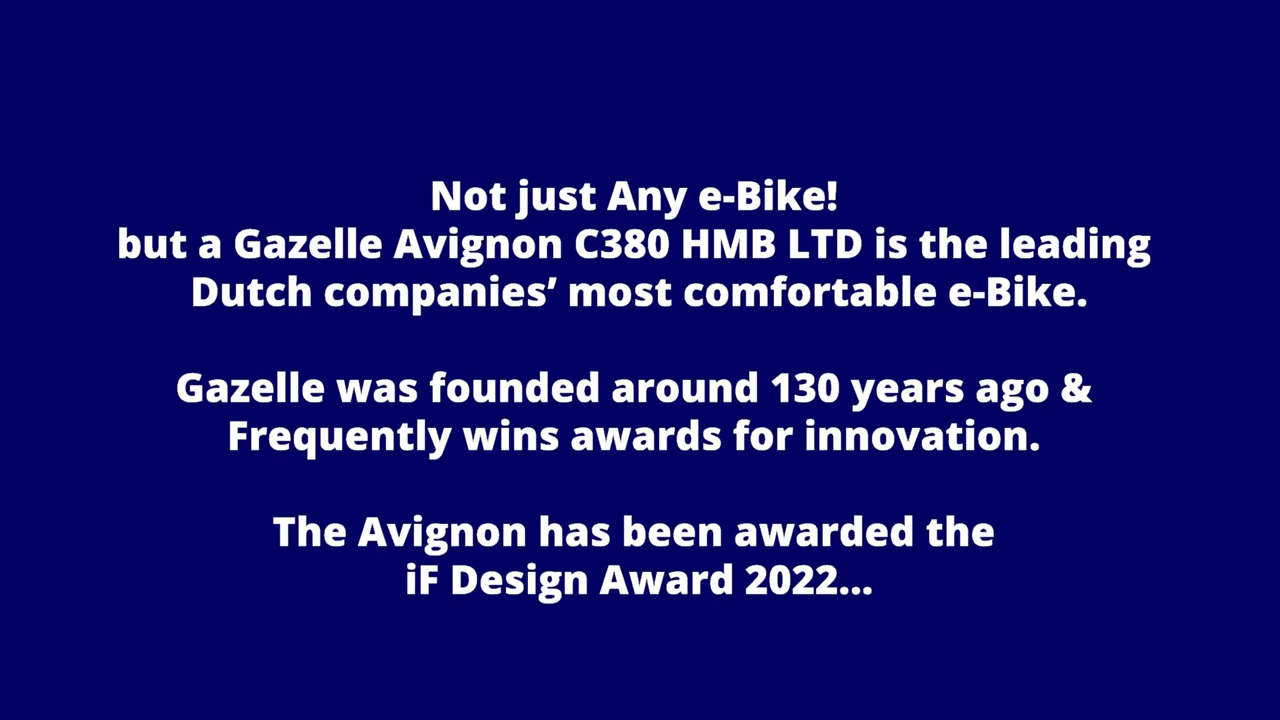 Not just Any e-Bike!
but a Gazelle Avignon C380 HMB LTD is the leading
Dutch companies’ most comfortable e-Bike.
Gazelle was founded around 130 years ago &
Frequently wins awards for innovation.
The Avignon has been awarded the
iF Design Award 2022...